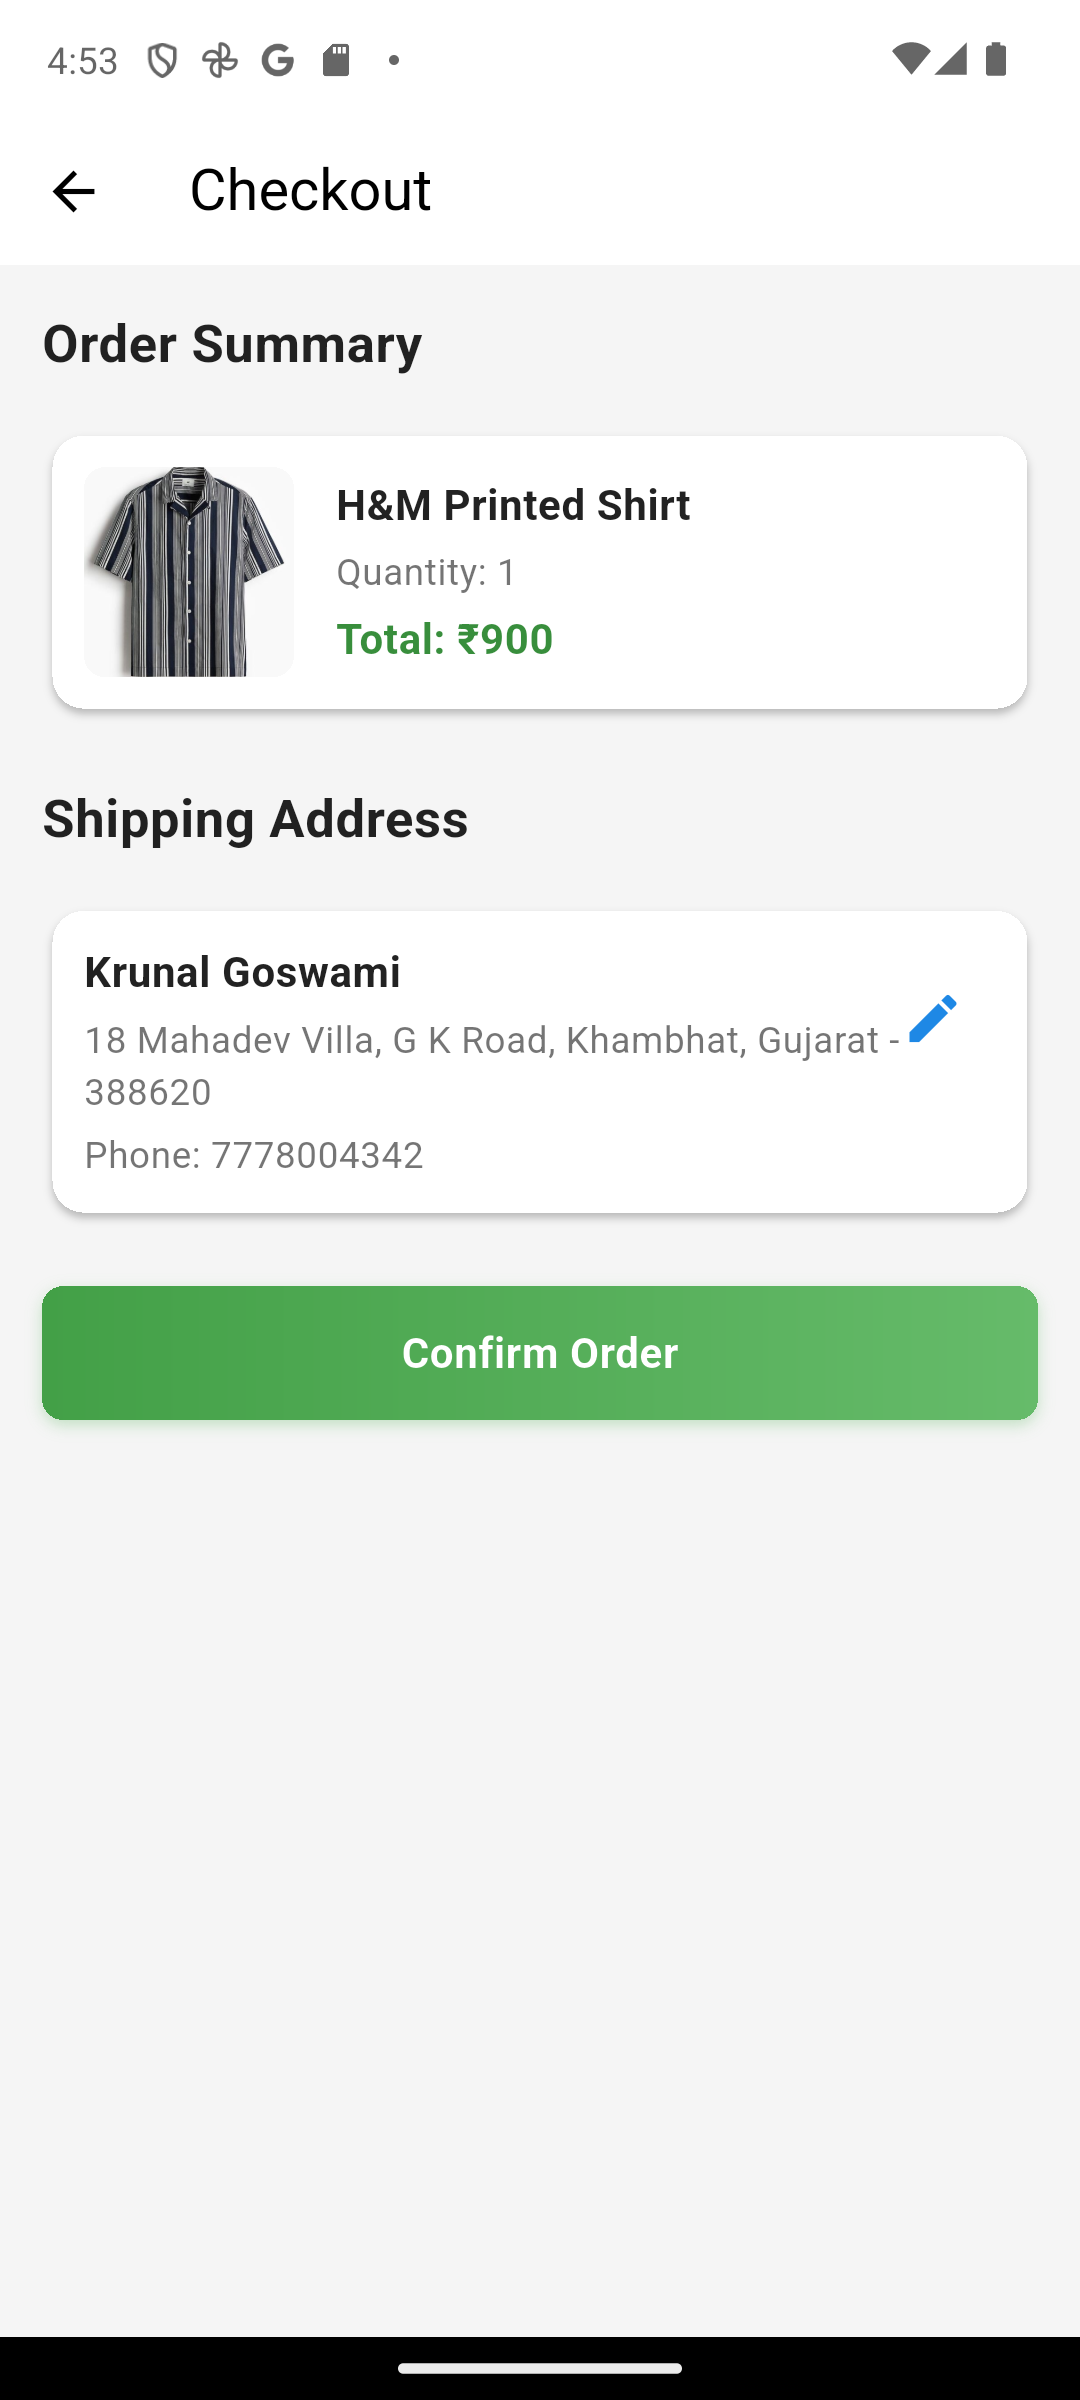 4:53
Checkout
Order Summary
H&M Printed Shirt
Quantity: 1
Total: ₹900
Shipping Address
Krunal Goswami
18 Mahadev Villa, G K Road, Khambhat, Gujarat -
388620
Phone: 7778004342
Confirm Order